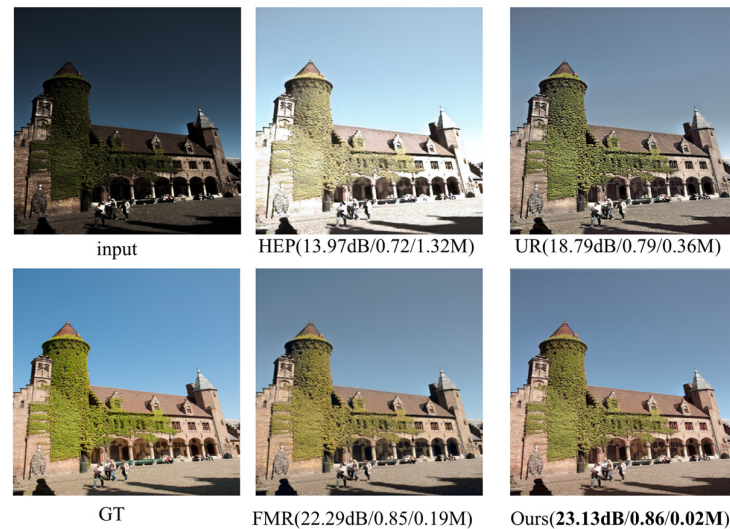 input
HEP(13.97dB/0.72/1.32M)
UR(18.79dB/0.79/0.36M)
GT
FMR(22.29dB/0.85/0.19M)
Ours(23.13dB/0.86/0.02M)